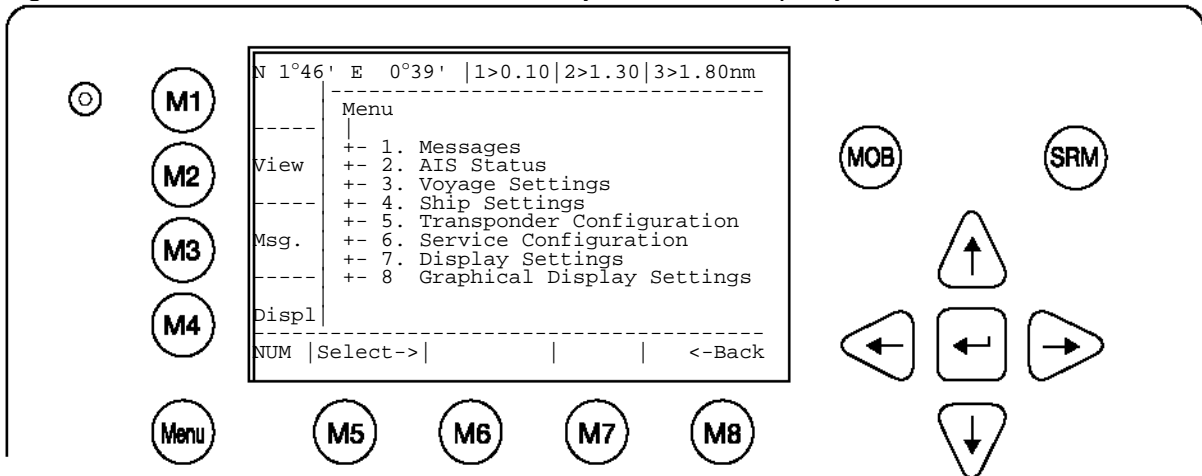 N 1°46' E 0°39' |1>0.10|2>1.30|3>1.80nm
M1
Menu
+- 1. Messages
View
+- 2. AIS Status
M2
MOB
SRM
+- 3. Voyage Settings
+- 4. Ship Settings
+- 5. Transponder Configuration
Msg.
+- 6. Service Configuration
M3
+- 7. Display Settings
+- 8 Graphical Display Settings
Displ
M4
NUM |Select->| | | <-Back
Menu
M5
M6
M7
M8